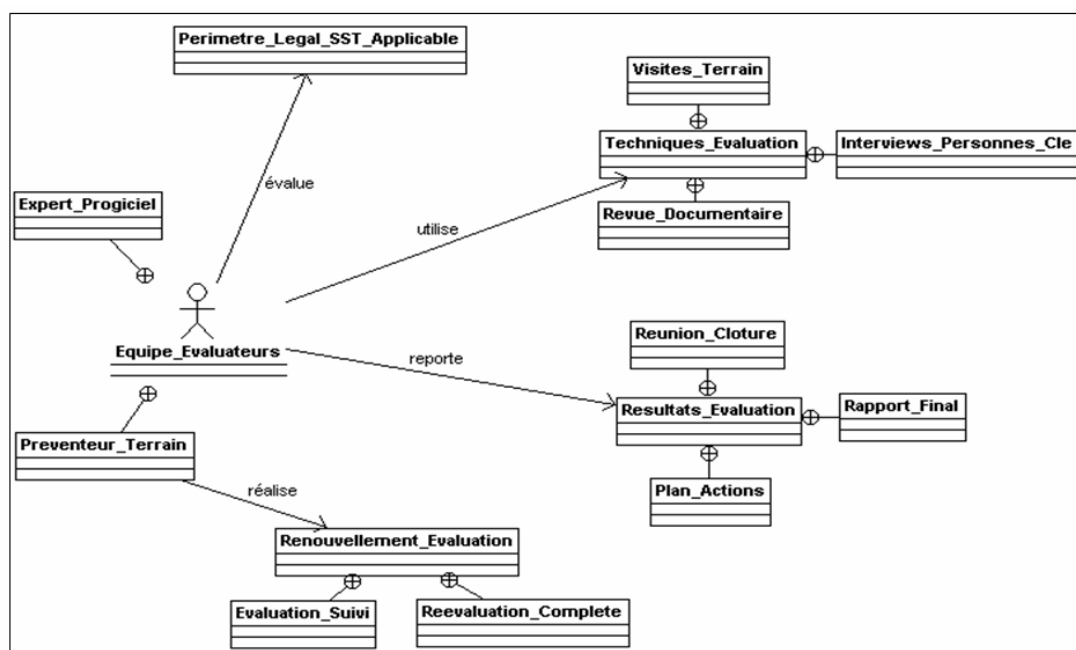 Perimetre_Legal_SST_Applicable
Visites_Terrain
Techniques_Evaluation
Interviews_Personnes_Cle
Revue_Documentaire
Expert_Progiciel
évalue
utilise
Equipe_Evaluateurs
reporte
Reunion_Cloture
Resultats_Evaluation
Rapport_Final
Plan_Actions
Preventeur_Terrain
réalise
Renouvellement_Evaluation
Evaluation_Suivi
Reevaluation_Complete